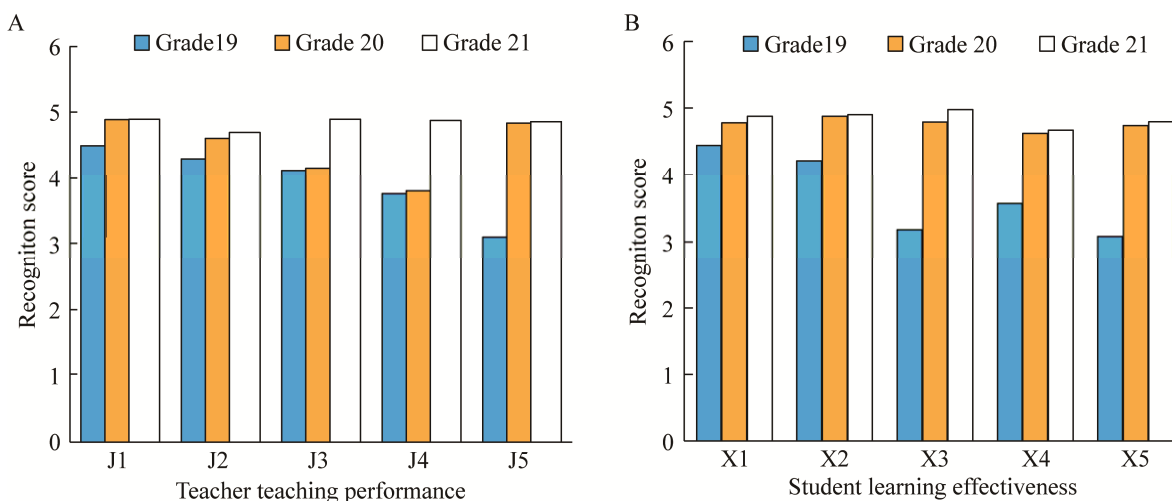 A
Grade19 Grade 20 Grade 21
6
5
4
3
2
1
0
Recogniton score
J1 J2 J3 J4 J5
Teacher teaching performance
B
Grade19 Grade 20 Grade 21
6
5
4
3
2
1
0
Recogniton score
X1 X2 X3 X4 X5
Student learning effectiveness